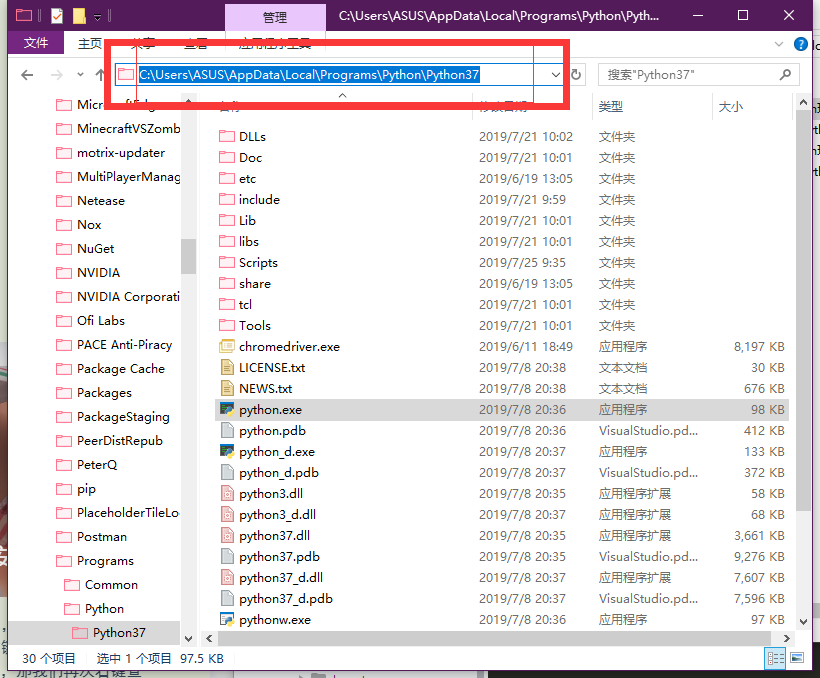 管理
C:\Users\ASUS\AppData\Local\Programs\Python\Pyth...
文件
主页
共享
查看
应用程序工具
C:\Users\ASUS\AppData\Local\Programs\Python\Python37
搜索"Python37"
名称
修改日期
类型
大小
MinecraftVSZomb
motrix-updater
MultiPlayerManag
Netease
Nox
NuGet
NVIDIA
NVIDIA Corporati
Ofi Labs
PACE Anti-Piracy
Package Cache
Packages
PackageStaging
PeerDistRepub
PeterQ
pip
PlaceholderTileLo
Postman
Programs
Common
Python
Python37
DLLs 2019/7/21 10:02 文件夹
Doc 2019/7/21 10:01 文件夹
etc 2019/6/19 13:05 文件夹
include 2019/7/21 9:59 文件夹
Lib 2019/7/21 10:01 文件夹
libs 2019/7/21 10:01 文件夹
Scripts 2019/7/25 9:35 文件夹
share 2019/6/19 13:05 文件夹
tcl 2019/7/21 10:01 文件夹
Tools 2019/7/21 10:01 文件夹
chromedriver.exe 2019/6/11 18:49 应用程序 8,197 KB
LICENSE.txt 2019/7/8 20:38 文本文档 30 KB
NEWS.txt 2019/7/8 20:38 文本文档 676 KB
python.exe 2019/7/8 20:36 应用程序 98 KB
python.pdb 2019/7/8 20:36 VisualStudio.pd... 412 KB
python_d.exe 2019/7/8 20:37 应用程序 133 KB
python_d.pdb 2019/7/8 20:37 VisualStudio.pd... 372 KB
python3.dll 2019/7/8 20:35 应用程序扩展 58 KB
python3_d.dll 2019/7/8 20:36 应用程序扩展 68 KB
python37.dll 2019/7/8 20:35 应用程序扩展 3,661 KB
python37.pdb 2019/7/8 20:35 VisualStudio.pd... 9,276 KB
python37_d.dll 2019/7/8 20:37 应用程序扩展 7,607 KB
python37_d.pdb 2019/7/8 20:37 VisualStudio.pd... 7,596 KB
pythonw.exe 2019/7/8 20:36 应用程序 97 KB
30 个项目 选中 1 个项目 97.5 KB